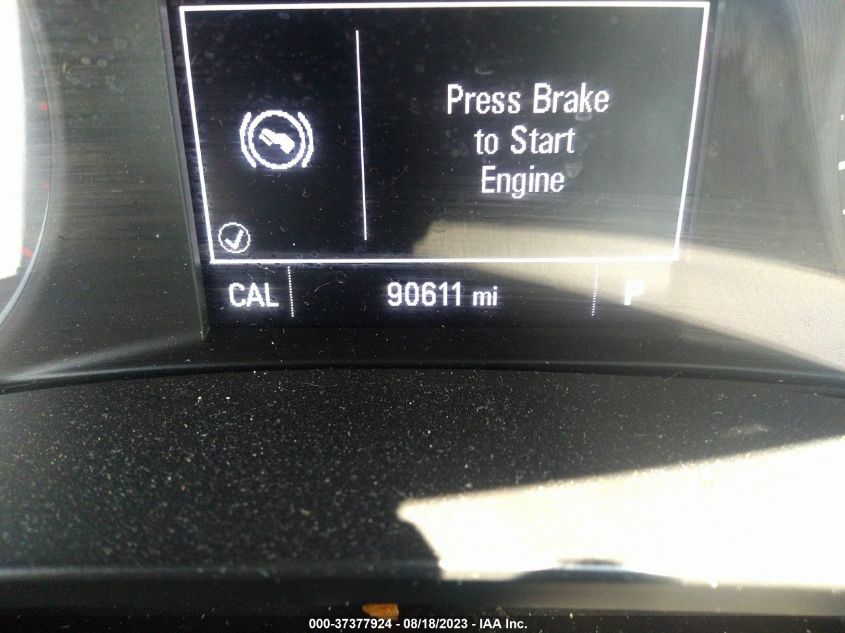 Press Brake
to Start
Engine
CAL 90611 mi P
000-37377924 - 08/18/2023 - IAA Inc.